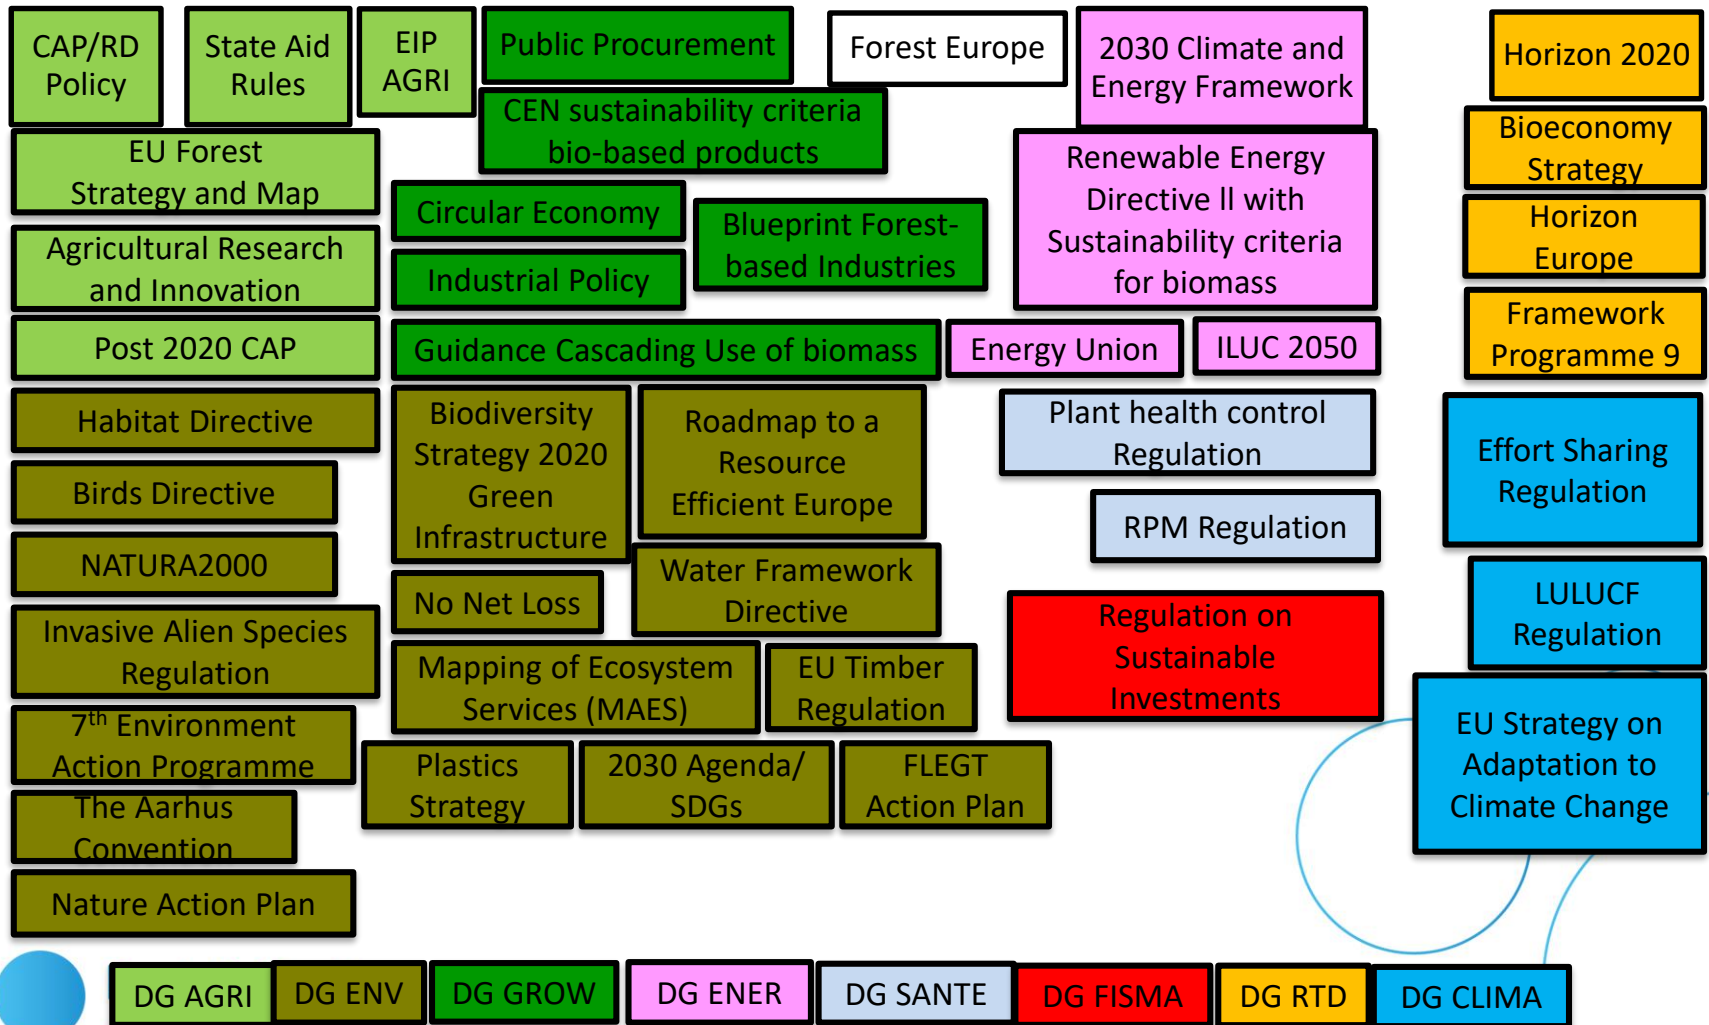 CAP/RD
Policy
State Aid
Rules
EIP
AGRI
Public Procurement
Forest Europe
2030 Climate and
Energy Framework
Horizon 2020
CEN sustainability criteria
bio-based products
Bioeconomy
Strategy
EU Forest
Strategy and Map
Renewable Energy
Directive ll with
Sustainability criteria
for biomass
Circular Economy
Blueprint Forest-
based Industries
Horizon
Europe
Agricultural Research
and Innovation
Industrial Policy
Framework
Programme 9
Post 2020 CAP
Guidance Cascading Use of biomass
Energy Union
ILUC 2050
Habitat Directive
Biodiversity
Strategy 2020
Green
Infrastructure
Roadmap to a
Resource
Efficient Europe
Plant health control
Regulation
Effort Sharing
Regulation
Birds Directive
RPM Regulation
NATURA2000
No Net Loss
Water Framework
Directive
LULUCF
Regulation
Invasive Alien Species
Regulation
Regulation on
Sustainable
Investments
Mapping of Ecosystem
Services (MAES)
EU Timber
Regulation
7th Environment
Action Programme
EU Strategy on
Adaptation to
Climate Change
Plastics
Strategy
2030 Agenda/
SDGs
FLEGT
Action Plan
The Aarhus
Convention
Nature Action Plan
DG AGRI
DG ENV
DG GROW
DG ENER
DG SANTE
DG FISMA
DG RTD
DG CLIMA